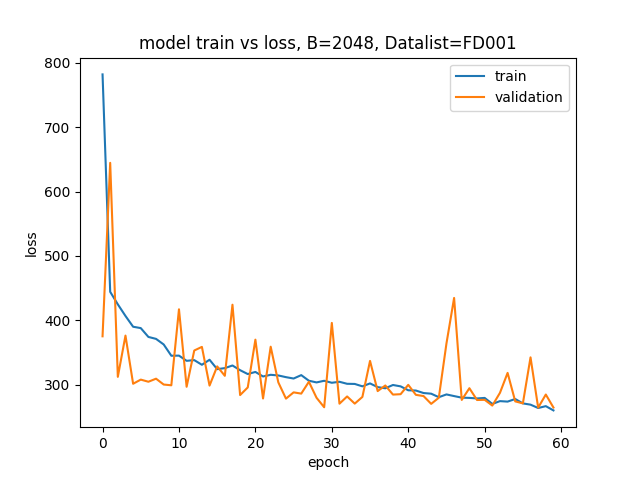 model train vs loss, B=2048, Datalist=FD001
train
validation
loss
800
700
600
500
400
300
0 10 20 30 40 50 60
epoch